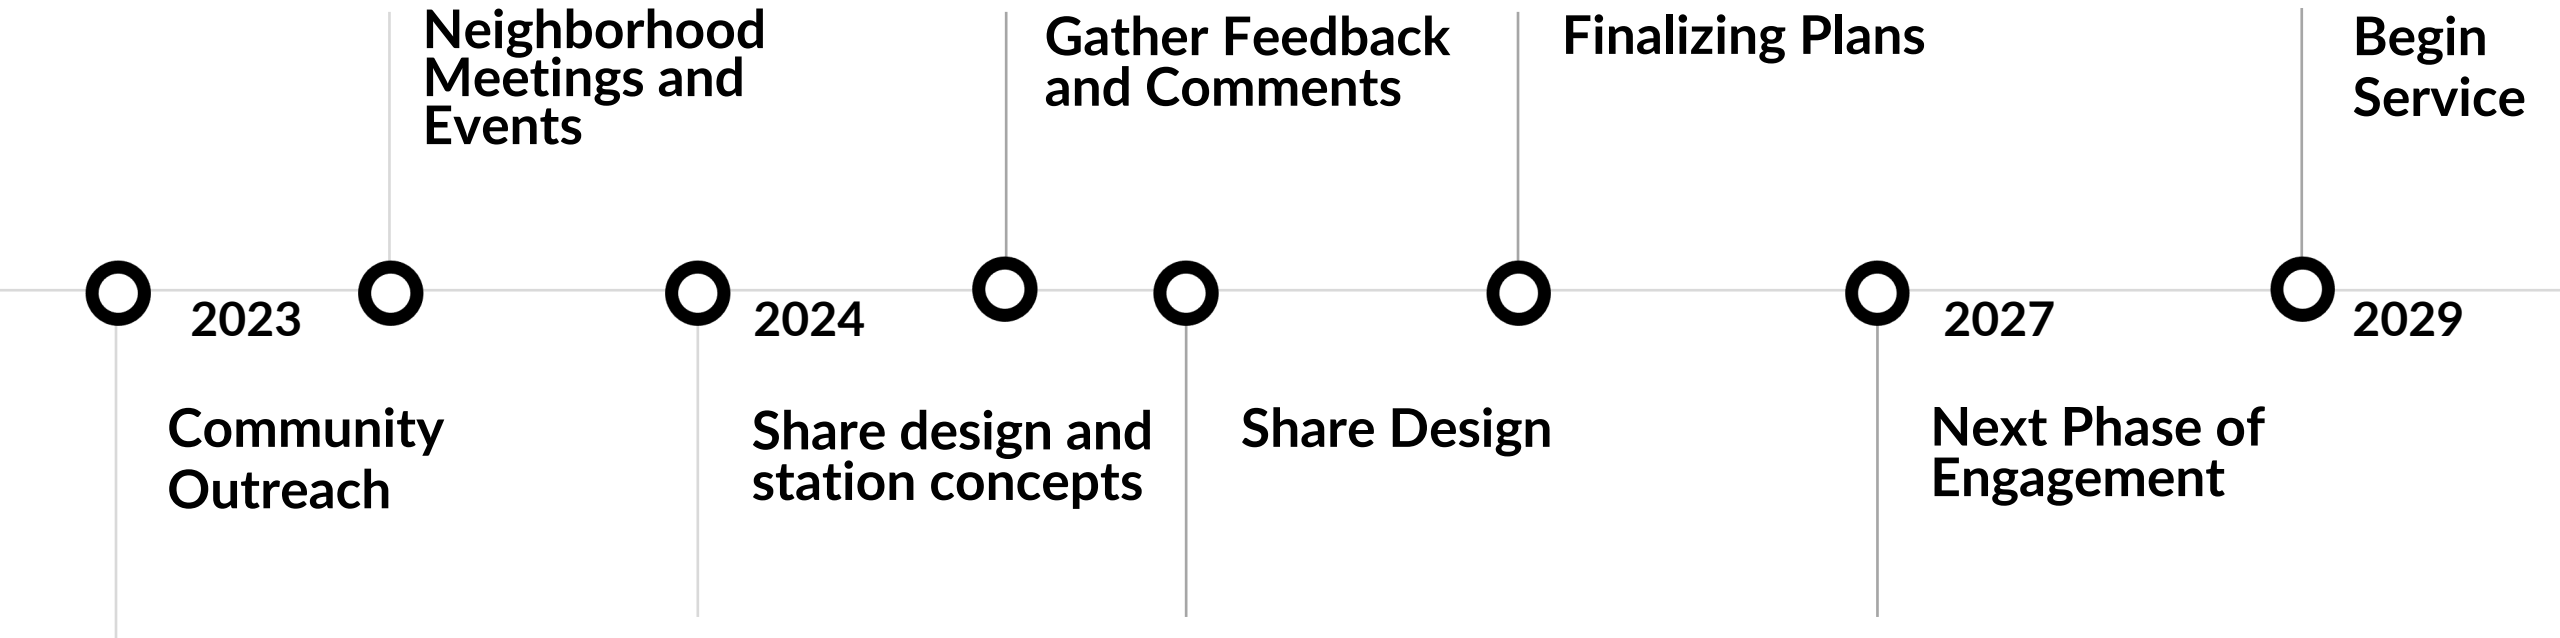 Neighborhood
Meetings and
Events
Gather Feedback
and Comments
Finalizing Plans
Begin
Service
2023
2024
2027
2029
Community
Outreach
Share design and
station concepts
Share Design
Next Phase of
Engagement